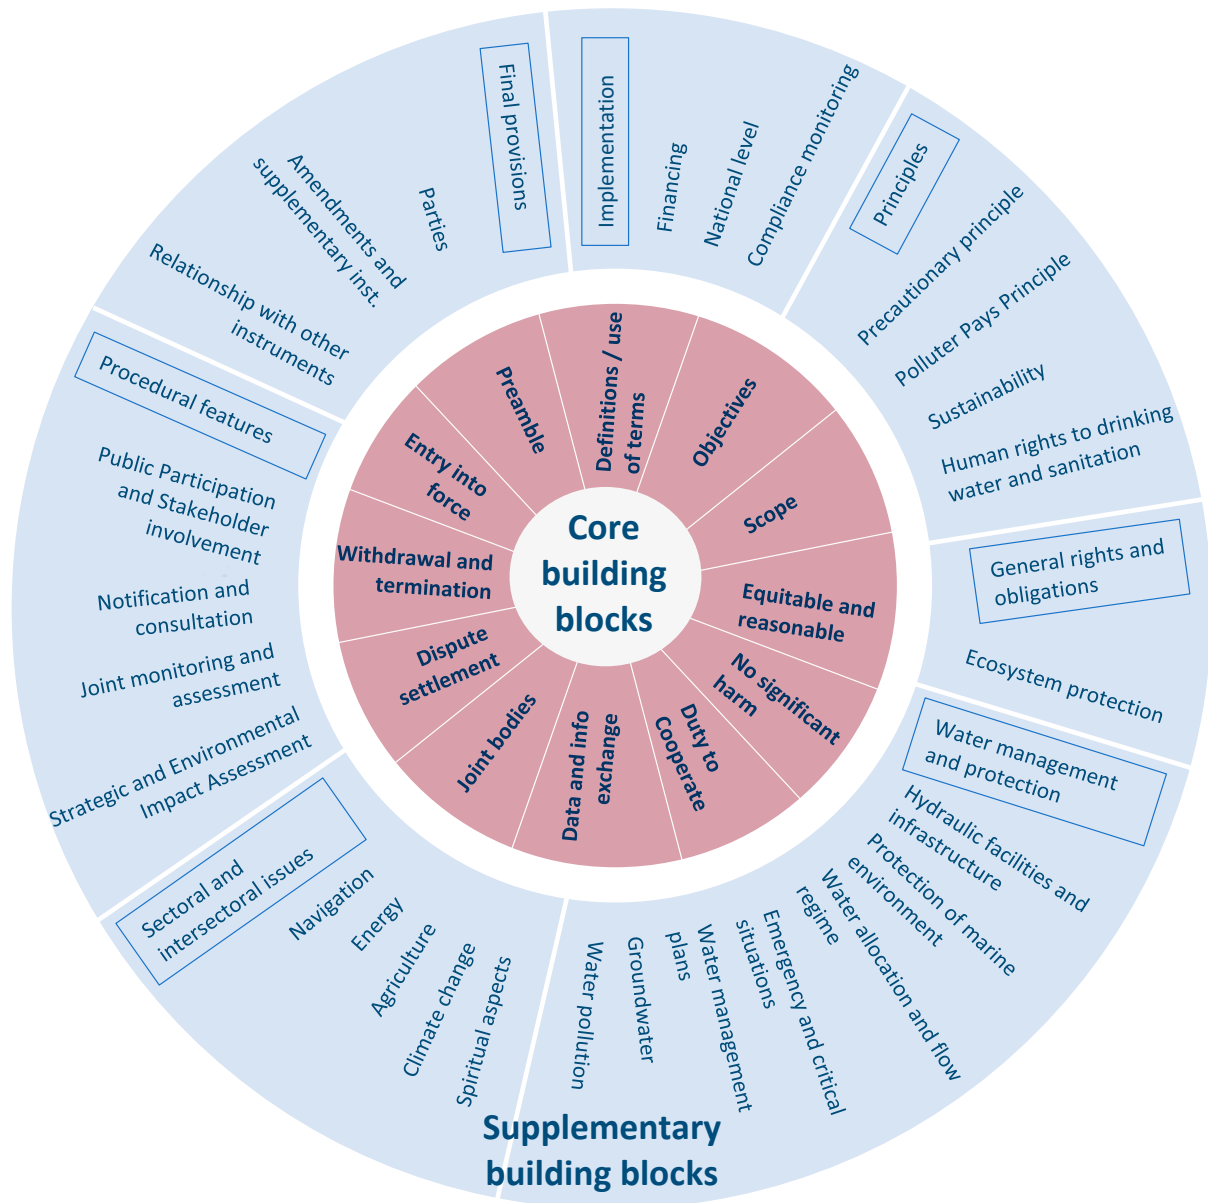 Core
building
blocks
Definitions / use
of terms
Objectives
Scope
Equitable and
reasonable
No significant
harm
Duty to
Cooperate
Data and info
exchange
Joint bodies
Dispute
settlement
Withdrawal and
termination
Entry into
force
Preamble
Implementation
Financing
National level
Compliance monitoring
Principles
Precautionary principle
Polluter Pays Principle
Sustainability
Human rights to drinking
water and sanitation
General rights and
obligations
Ecosystem protection
Water management
and protection
Hydraulic facilities and
infrastructure
Protection of marine
environment
Water allocation and flow
regime
Emergency and critical
situations
Water management
plans
Groundwater
Water pollution
Sectoral and
intersectoral issues
Navigation
Energy
Agriculture
Climate change
Spiritual aspects
Procedural features
Public Participation
and Stakeholder
involvement
Notification and
consultation
Joint monitoring and
assessment
Strategic and Environmental
Impact Assessment
Final provisions
Parties
Amendments and
supplementary inst.
Relationship with other
instruments
Supplementary
building blocks